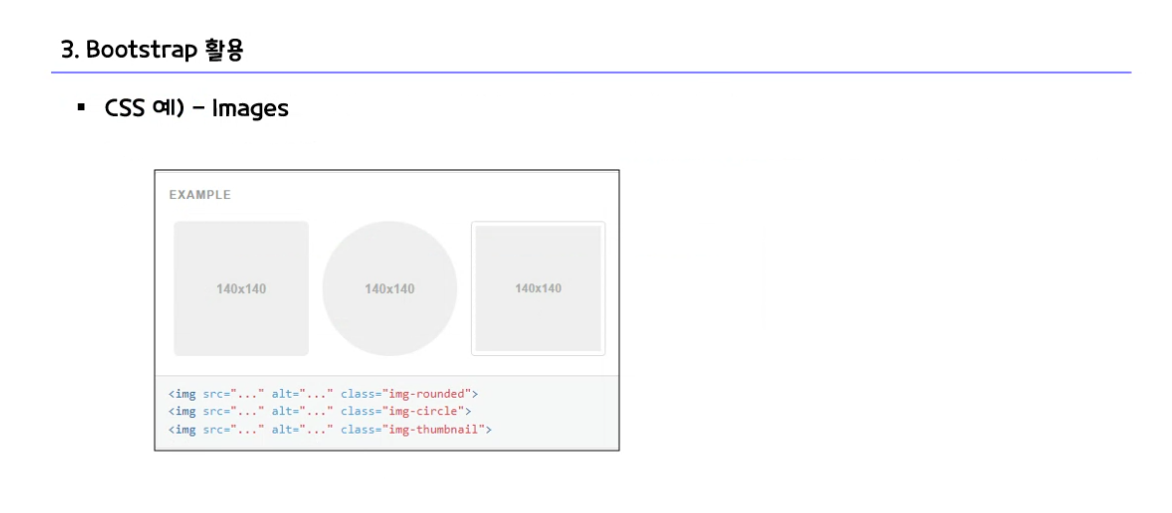 3. Bootstrap 활용
▪ CSS 예) – Images
EXAMPLE
140x140 140x140 140x140
<img src="..." alt="..." class="img-rounded">
<img src="..." alt="..." class="img-circle">
<img src="..." alt="..." class="img-thumbnail">